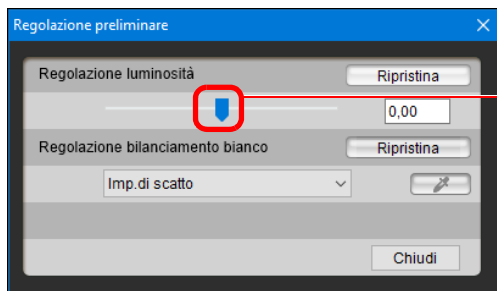 Regolazione preliminare
Regolazione luminosità
Ripristina
0,00
Regolazione bilanciamento bianco
Ripristina
Imp.di scatto
Chiudi